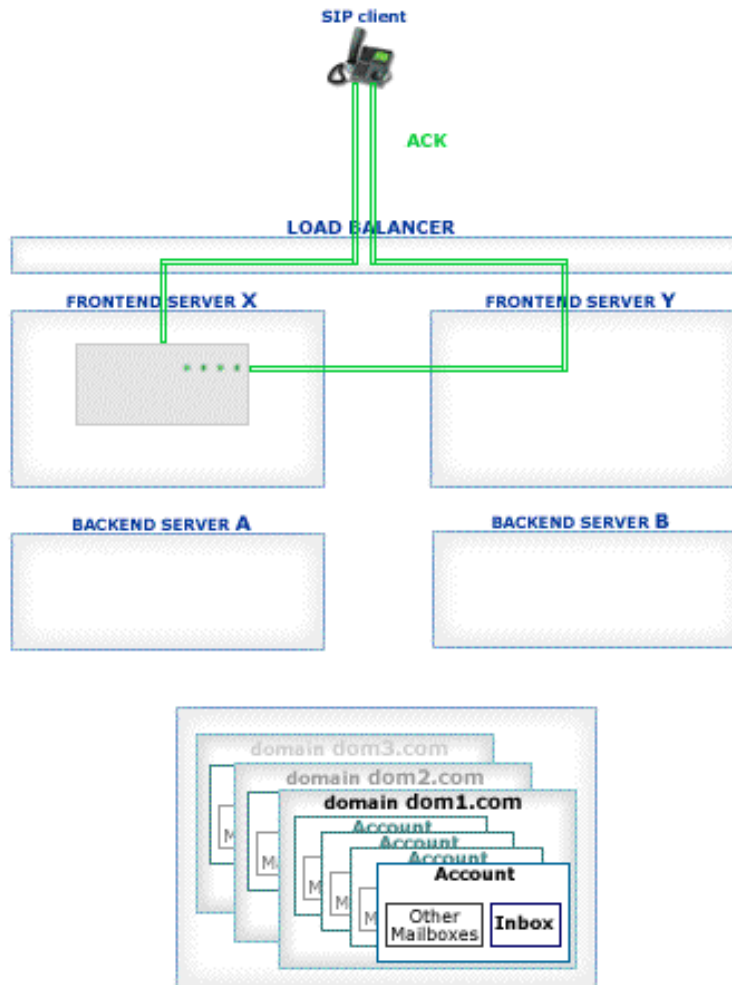 SIP client
ACK
LOAD BALANCER
FRONTEND SERVER X
FRONTEND SERVER Y
BACKEND SERVER A
BACKEND SERVER B
domain dom3.com
domain dom2.com
domain dom1.com
Account
Account
Account
Account
Other
Mailboxes
Inbox